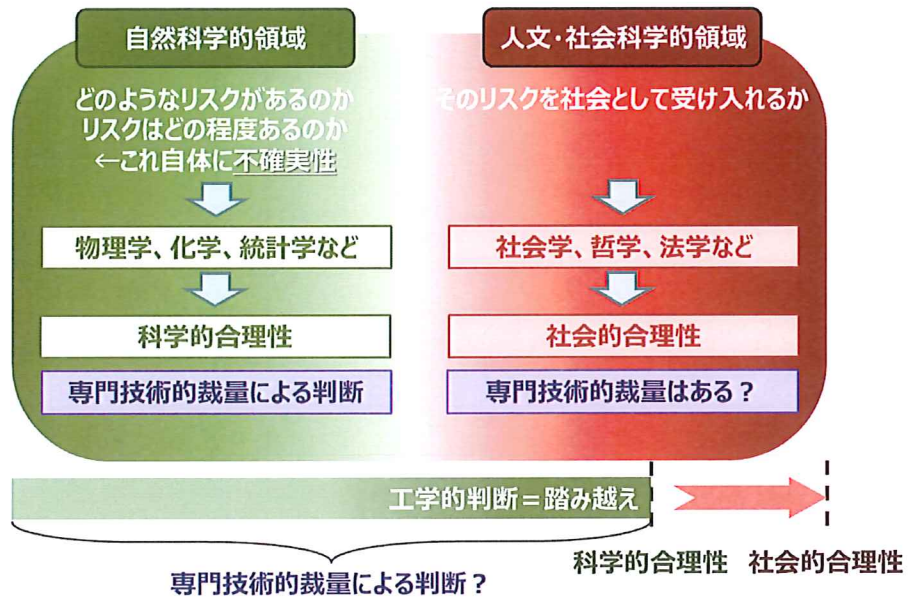 自然科学的領域
どのようなリスクがあるのか
リスクはどの程度あるのか
←これ自体に不確実性
物理学、化学、統計学など
科学的合理性
専門技術的裁量による判断
人文・社会科学的領域
そのリスクを社会として受け入れるか
社会学、哲学、法学など
社会的合理性
専門技術的裁量はある？
工学的判断＝踏み越え
科学的合理性 社会的合理性
専門技術的裁量による判断？